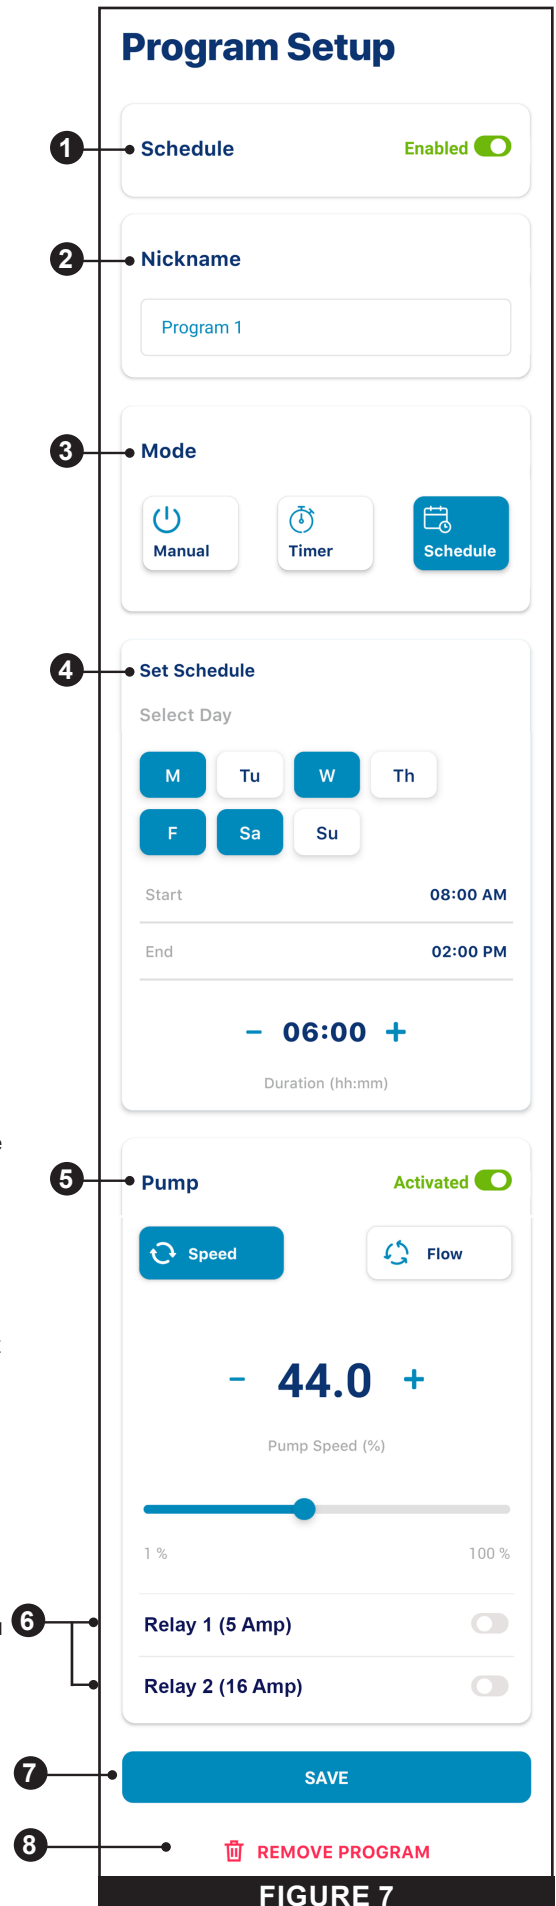 Program Setup
1 Schedule Enabled
2 Nickname
Program 1
3 Mode
Manual Timer Schedule
4 Set Schedule
Select Day
M Tu W Th
F Sa Su
Start 08:00 AM
End 02:00 PM
- 06:00 +
Duration (hh:mm)
5 Pump Activated
Speed Flow
- 44.0 +
Pump Speed (%)
1 % 100 %
6 Relay 1 (5 Amp)
Relay 2 (16 Amp)
7 SAVE
8 REMOVE PROGRAM
FIGURE 7